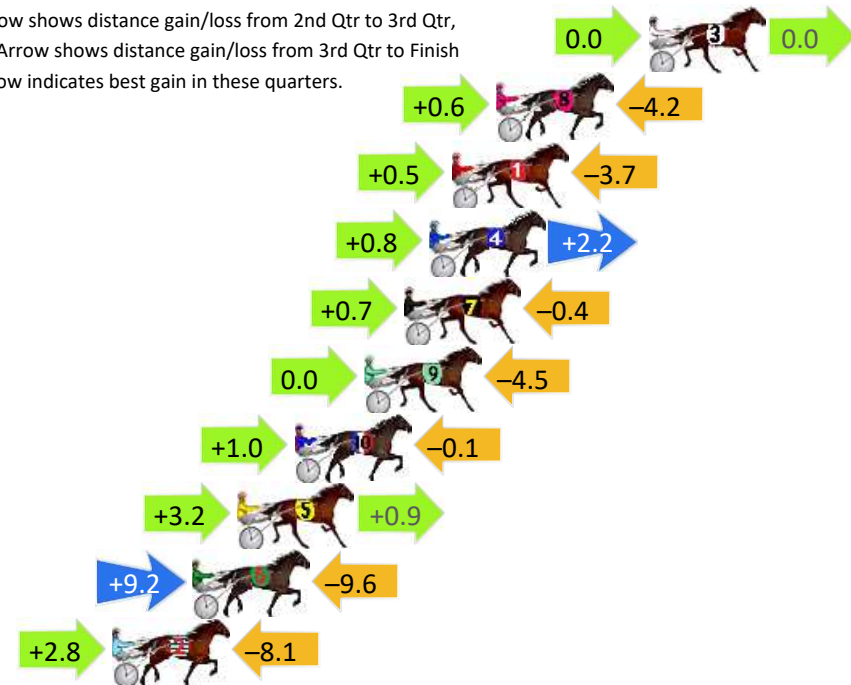 ow shows distance gain/loss from 2nd Qtr to 3rd Qtr,
Arrow shows distance gain/loss from 3rd Qtr to Finish
ow indicates best gain in these quarters.
0.0 3 0.0
+0.6 8 –4.2
+0.5 1 –3.7
+0.8 4 +2.2
+0.7 7 –0.4
0.0 9 –4.5
+1.0 10 –0.1
+3.2 5 +0.9
+9.2 6 –9.6
+2.8 2 –8.1